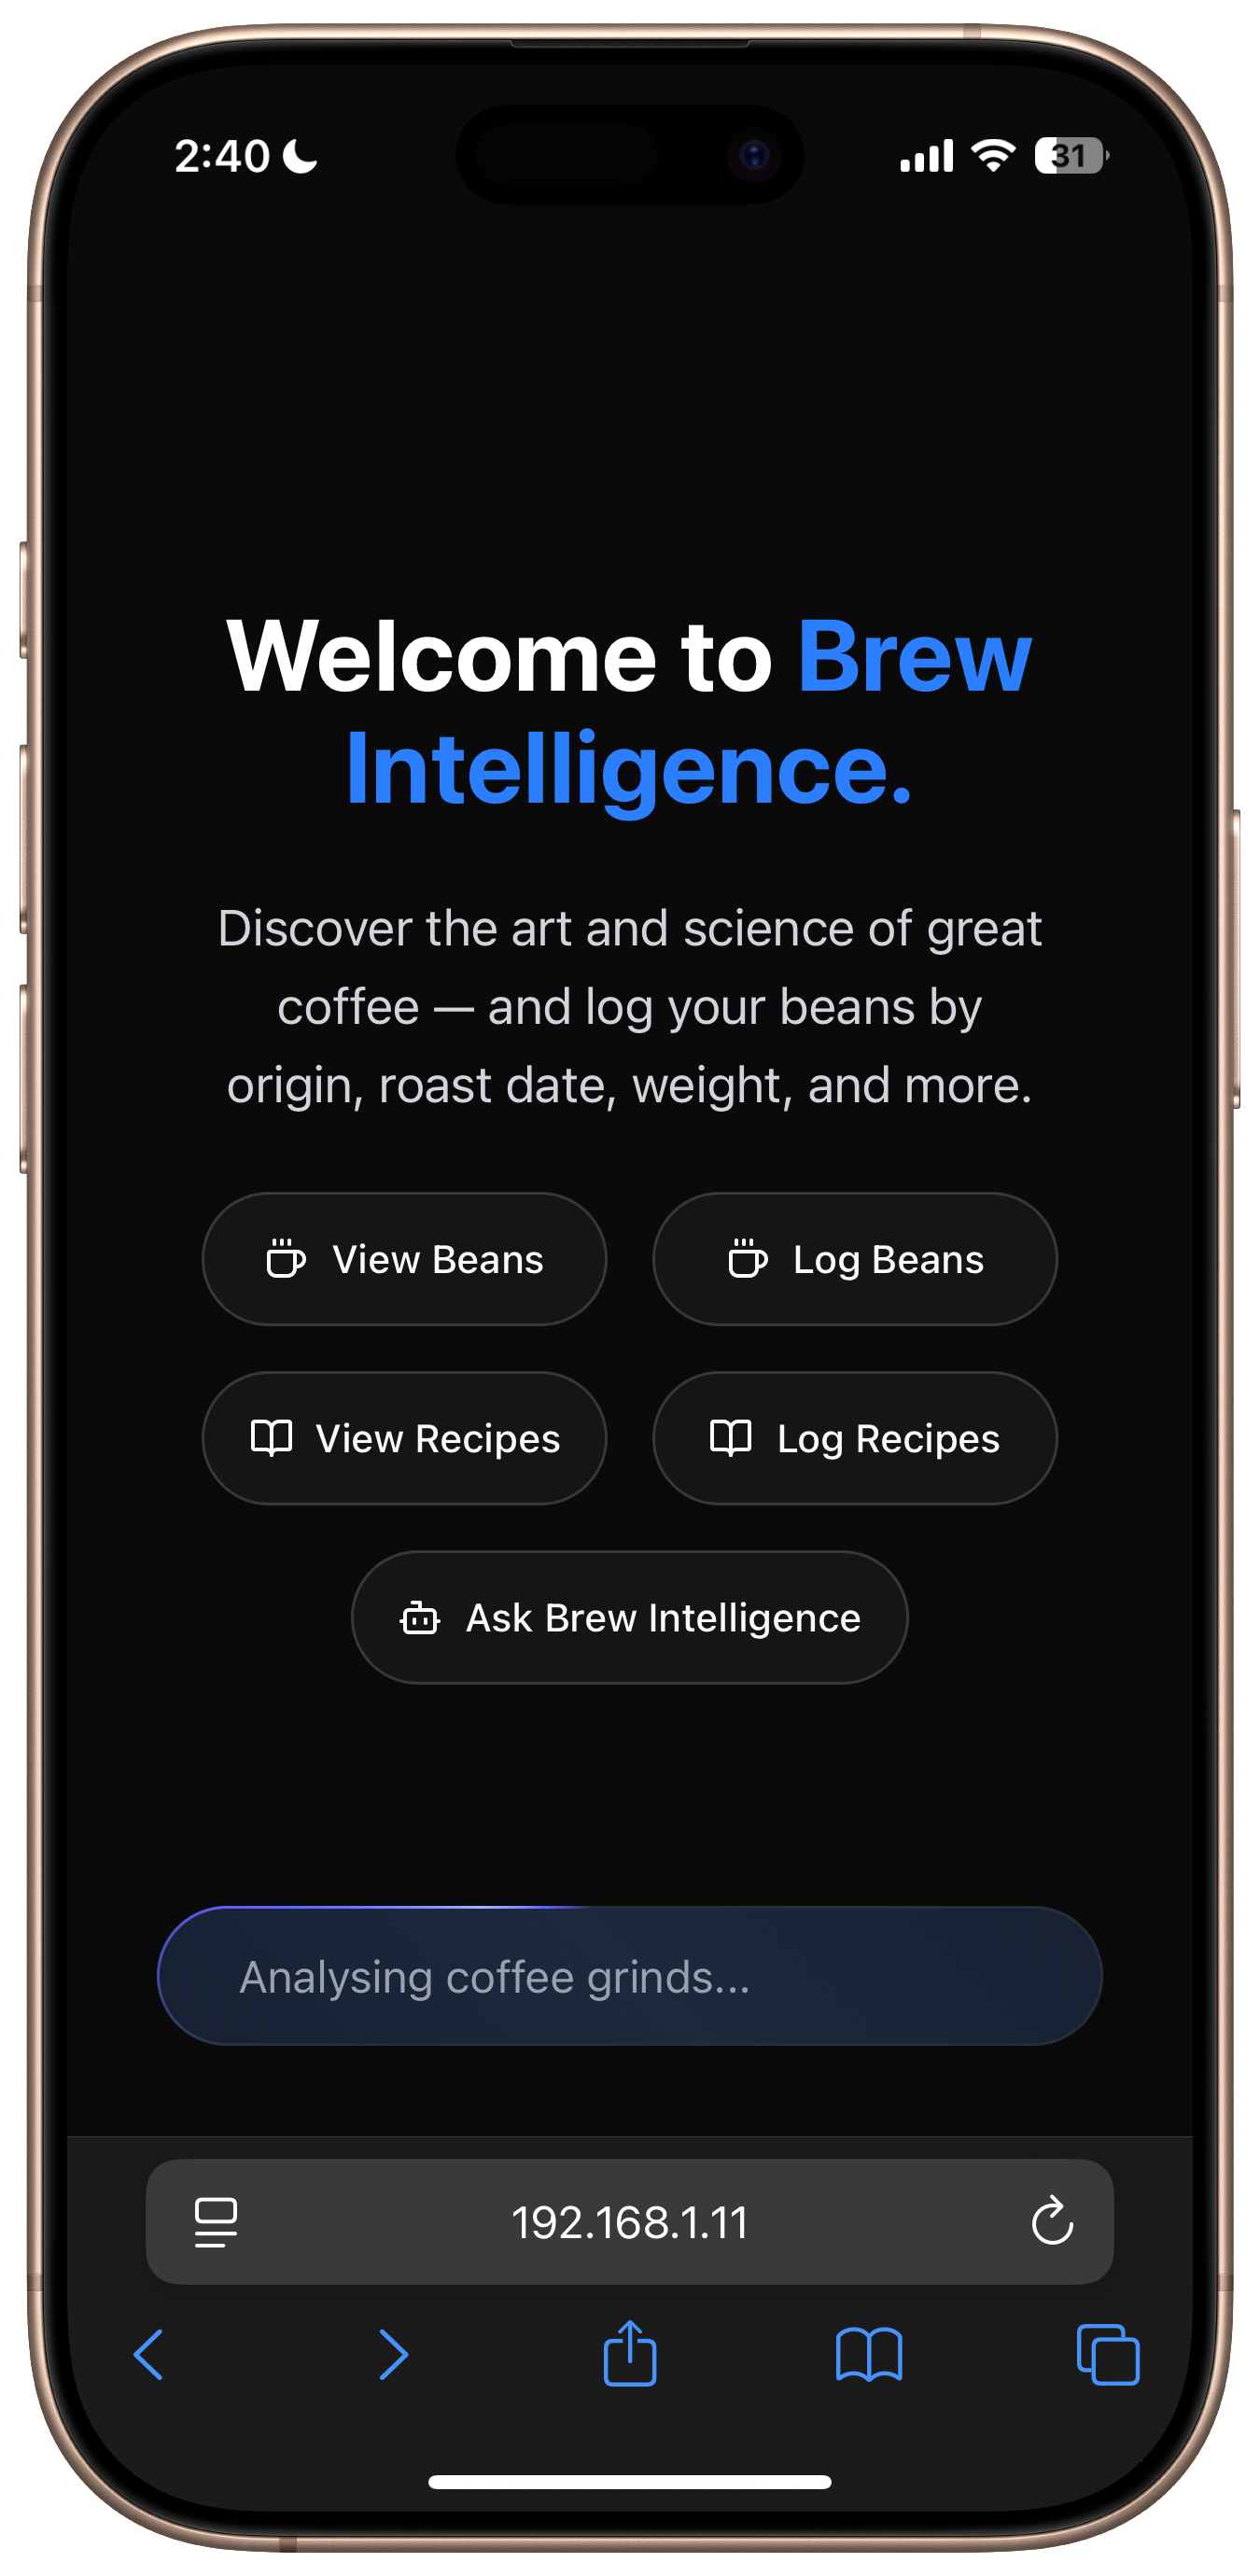 2:40
31
Welcome to Brew
Intelligence.
Discover the art and science of great
coffee — and log your beans by
origin, roast date, weight, and more.
View Beans
Log Beans
View Recipes
Log Recipes
Ask Brew Intelligence
Analysing coffee grinds...
192.168.1.11